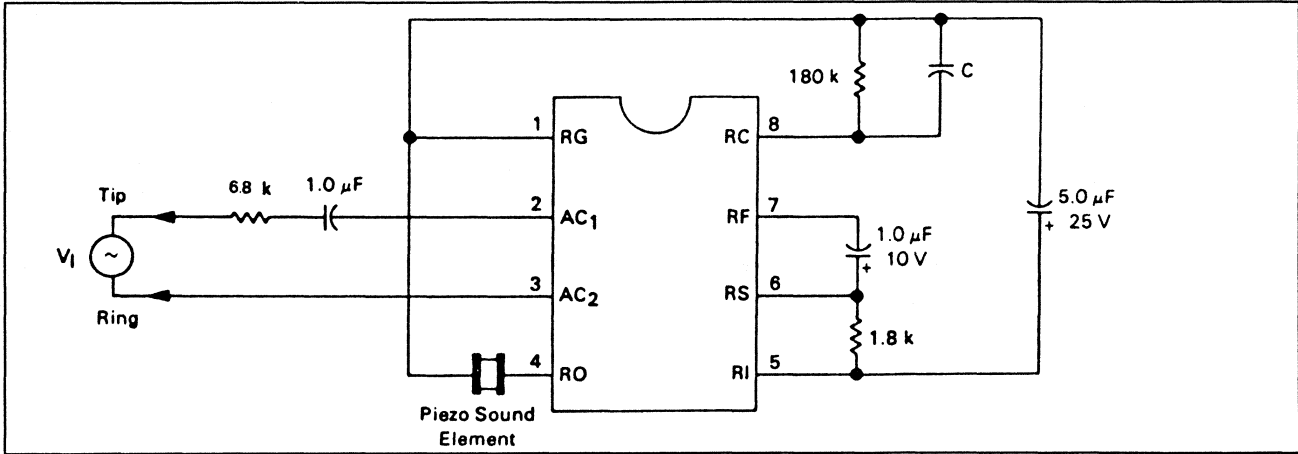 180 k
C
1 RG
RC 8
Tip
6.8 k
1.0 μF
2 AC1
RF 7
1.0 μF
10 V
5.0 μF
+ 25 V
VI
~
+
3 AC2
RS 6
Ring
1.8 k
4 RO
RI 5
Piezo Sound
Element